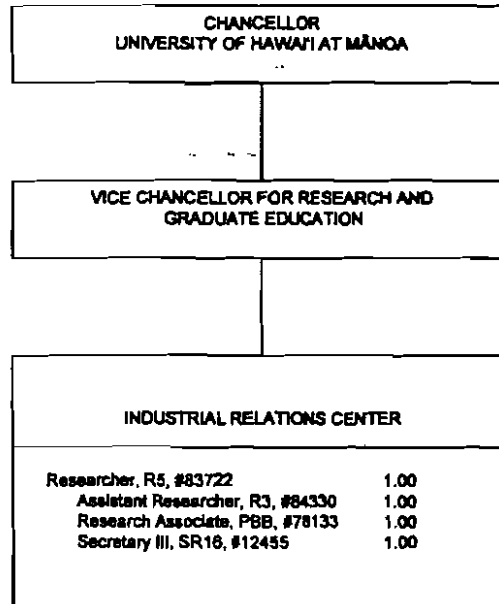 CHANCELLOR
UNIVERSITY OF HAWAI'I AT MĀNOA
VICE CHANCELLOR FOR RESEARCH AND
GRADUATE EDUCATION
INDUSTRIAL RELATIONS CENTER
Researcher, R5, #83722 1.00
Assistant Researcher, R3, #84330 1.00
Research Associate, PBB, #78133 1.00
Secretary III, SR16, #12455 1.00